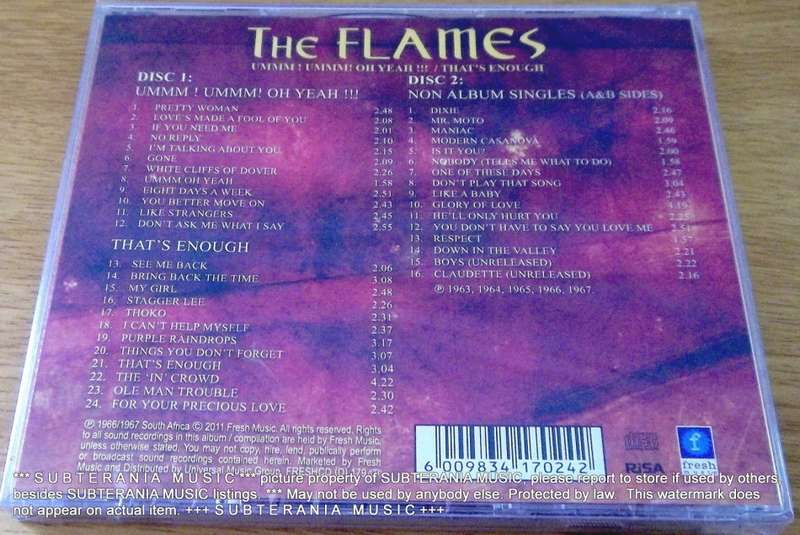 THE FLAMES
UMMM ! UMMM! OH YEAH !!! / THAT'S ENOUGH
DISC 1:
UMMM ! UMMM! OH YEAH !!!
1. PRETTY WOMAN 2.48
2. LOVE'S MADE A FOOL OF YOU 2.08
3. IF YOU NEED ME 2.01
4. NO REPLY 2.10
5. I'M TALKING ABOUT YOU 2.15
6. GONE 2.09
7. WHITE CLIFFS OF DOVER 2.26
8. UMMM OH YEAH 1.58
9. EIGHT DAYS A WEEK 2.51
10. YOU BETTER MOVE ON 2.43
11. LIKE STRANGERS 2.45
12. DON'T ASK ME WHAT I SAY 2.55
THAT'S ENOUGH
13. SEE ME BACK 2.06
14. BRING BACK THE TIME 3.08
15. MY GIRL 2.48
16. STAGGER LEE 2.26
17. THOKO 2.31
18. I CAN'T HELP MYSELF 2.37
19. PURPLE RAINDROPS 3.17
20. THINGS YOU DON'T FORGET 3.07
21. THAT'S ENOUGH 3.04
22. THE 'IN' CROWD 4.22
23. OLE MAN TROUBLE 2.30
24. FOR YOUR PRECIOUS LOVE 2.42
DISC 2:
NON ALBUM SINGLES (A&B SIDES)
1. DIXIE 2.16
2. MR. MOTO 2.09
3. MANIAC 2.46
4. MODERN CASANOVA 1.59
5. IS IT YOU? 2.00
6. NOBODY (TELLS ME WHAT TO DO) 1.58
7. ONE OF THESE DAYS 2.47
8. DON'T PLAY THAT SONG 3.04
9. LIKE A BABY 2.43
10. GLORY OF LOVE 4.19
11. HE'LL ONLY HURT YOU 2.25
12. YOU DON'T HAVE TO SAY YOU LOVE ME 2.51
13. RESPECT 1.57
14. DOWN IN THE VALLEY 2.21
15. BOYS (UNRELEASED) 2.22
16. CLAUDETTE (UNRELEASED) 2.16
℗ 1963, 1964, 1965, 1966, 1967.
℗ 1966/1967 South Africa © 2011 Fresh Music. All rights reserved. Rights
to all sound recordings in this album / compilation are held by Fresh Music,
unless otherwise stated. You may not copy, hire, lend, publically perform
or broadcast sound recordings contained herein. Marketed by Fresh
Music and Distributed by Universal Music Group. FRESHCD
6 009834 170242
RiSA
f
fresh
*** S U B T E R A N I A M U S I C *** picture property of SUBTERANIA MUSIC, please report to store if used by others
besides SUBTERANIA MUSIC listings. *** May not be used by anybody else. Protected by law. This watermark does
not appear on actual item. +++ S U B T E R A N I A M U S I C +++